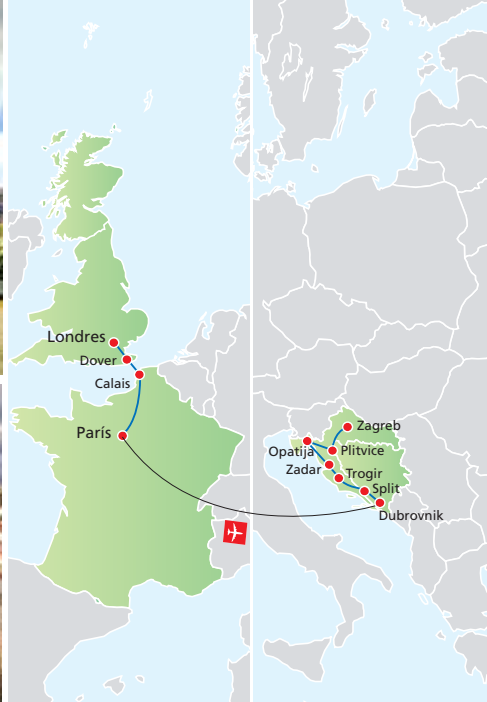 Londres
Dover
Calais
París
Zagreb
Opatija
Plitvice
Zadar
Trogir
Split
Dubrovnik